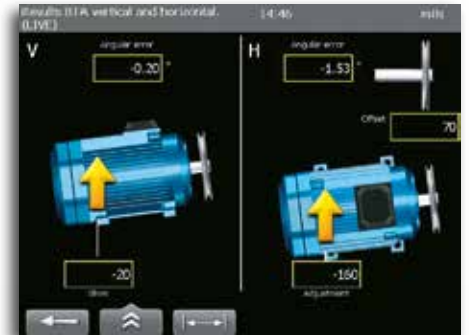 Results BTA vertical and horizontal. 14:46 mils
(LIVE)
V
Angular error
-0.20 °
H
Angular error
-1.53 °
Offset
70
-20
Shim
-160
Adjustment